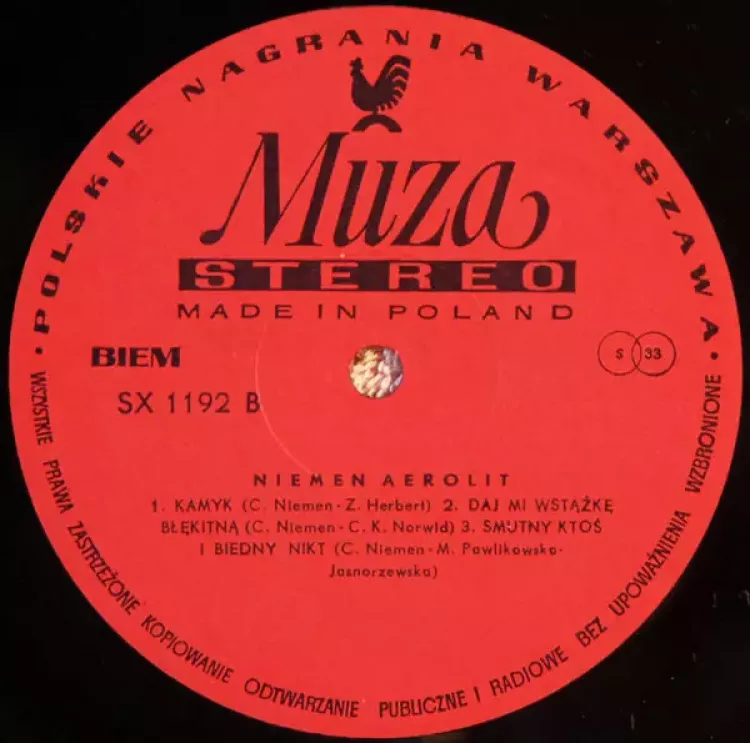 • POLSKIE NAGRANIA WARSZAWA •
Muza
STEREO
MADE IN POLAND
BIEM
S 33
SX 1192 B
NIEMEN AEROLIT
1. KAMYK (C. Niemen - Z. Herbert) 2. DAJ MI WSTĄŻKĘ
BŁĘKITNĄ (C. Niemen - C. K. Norwid) 3. SMUTNY KTOŚ
I BIEDNY NIKT (C. Niemen - M. Pawlikowska-
Jasnorzewska)
WSZYSTKIE PRAWA ZASTRZEŻONE KOPIOWANIE ODTWARZANIE PUBLICZNE I RADIOWE BEZ UPOWAŻNIENIA WZBRONIONE